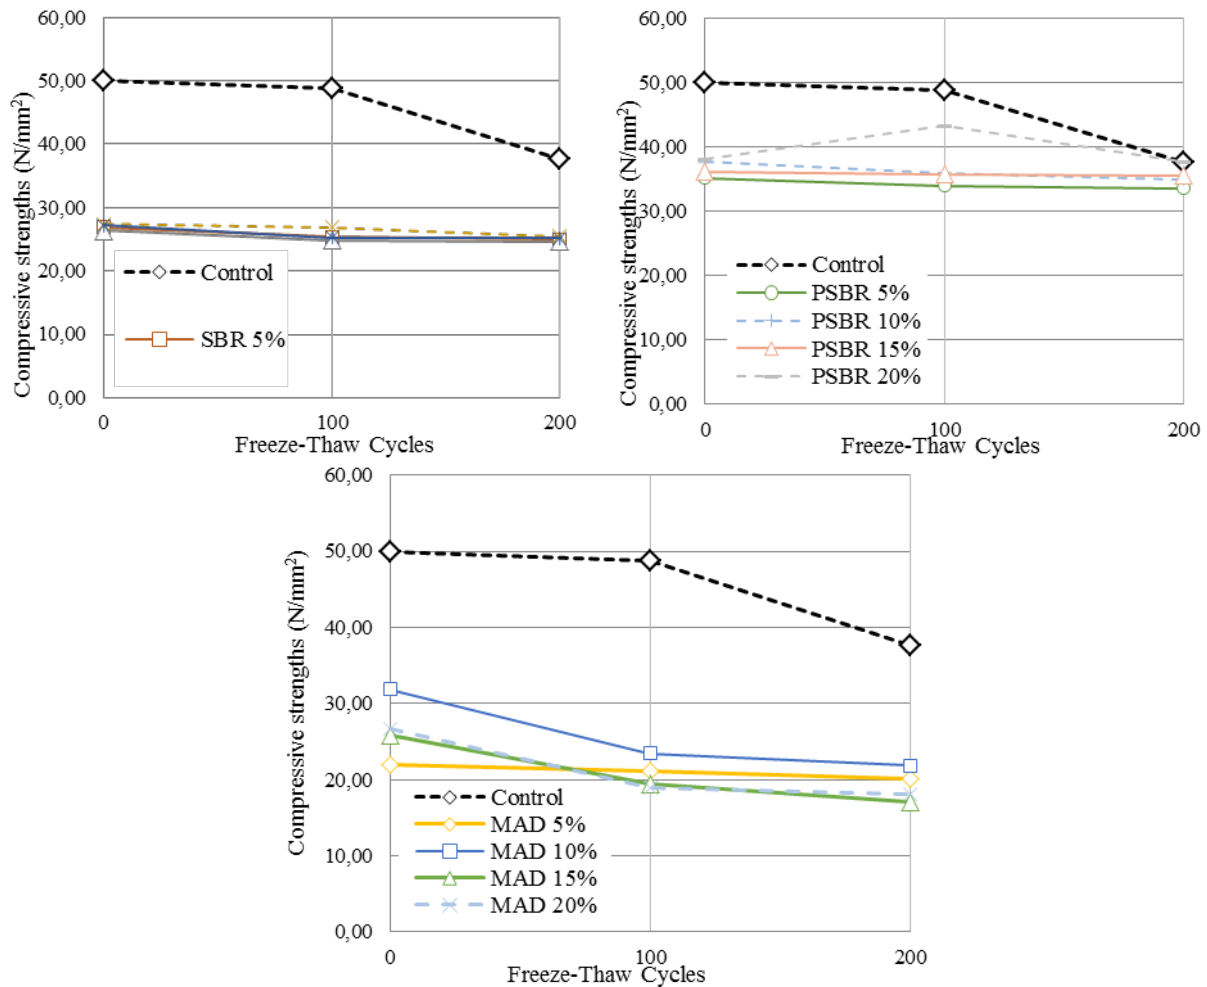 60,00
50,00
40,00
30,00
20,00
10,00
0,00
Compressive strengths (N/mm²)
Control
SBR 5%
0
100
200
Freeze-Thaw Cycles
60,00
50,00
40,00
30,00
20,00
10,00
0,00
Compressive strengths (N/mm²)
Control
PSBR 5%
PSBR 10%
PSBR 15%
PSBR 20%
0
100
200
Freeze-Thaw Cycles
60,00
50,00
40,00
30,00
20,00
10,00
0,00
Compressive strengths (N/mm²)
Control
MAD 5%
MAD 10%
MAD 15%
MAD 20%
0
100
200
Freeze-Thaw Cycles